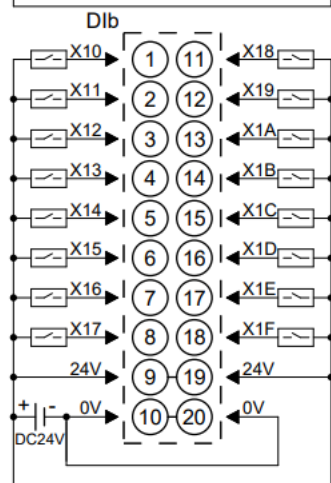 DIb
X10 1 11 X18
X11 2 12 X19
X12 3 13 X1A
X13 4 14 X1B
X14 5 15 X1C
X15 6 16 X1D
X16 7 17 X1E
X17 8 18 X1F
24V 9 19 24V
+ - 0V 10 20 0V
DC24V